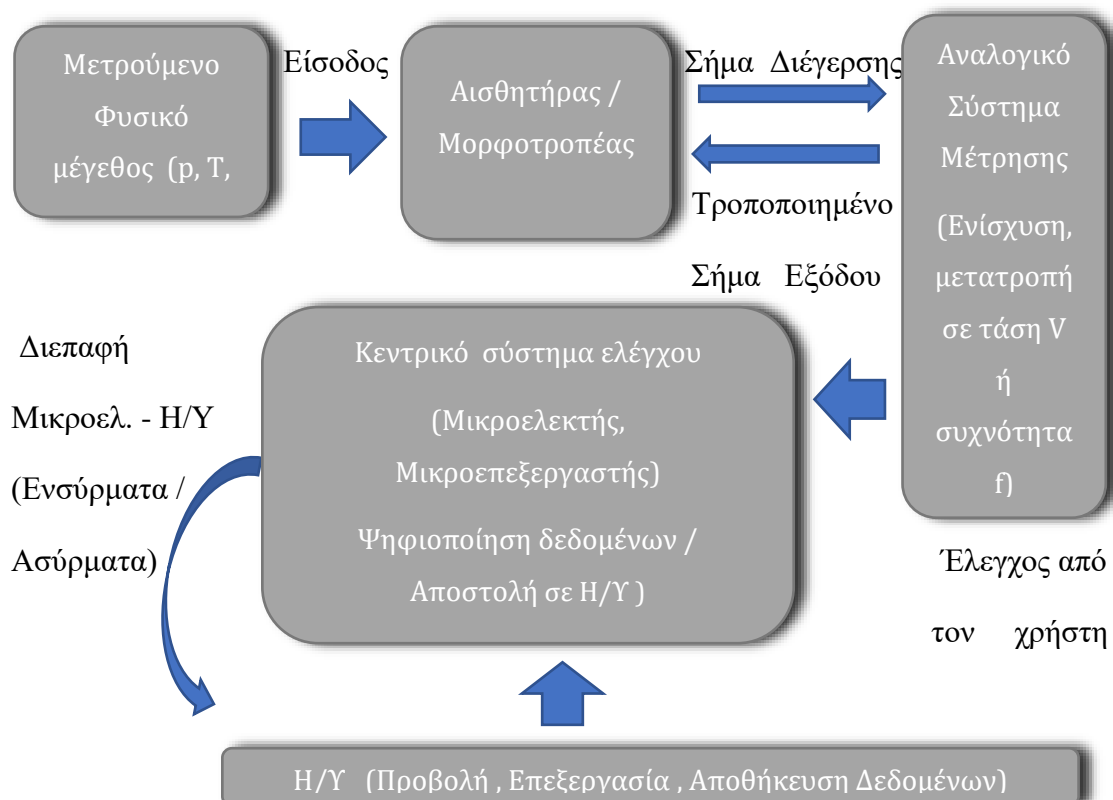 Μετρούμενο
Φυσικό
μέγεθος (p, T,
Είσοδος
Αισθητήρας /
Μορφοτροπέας
Σήμα Διέγερσης
Τροποποιημένο
Σήμα Εξόδου
Αναλογικό
Σύστημα
Μέτρησης
(Ενίσχυση,
μετατροπή
σε τάση V
ή
συχνότητα
f)
Κεντρικό σύστημα ελέγχου
(Μικροελεκτής,
Μικροεπεξεργαστής)
Ψηφιοποίηση δεδομένων /
Αποστολή σε Η/Υ )
Διεπαφή
Μικροελ. - Η/Υ
(Ενσύρματα /
Ασύρματα)
Έλεγχος από
τον χρήστη
Η/Υ (Προβολή , Επεξεργασία , Αποθήκευση Δεδομένων)